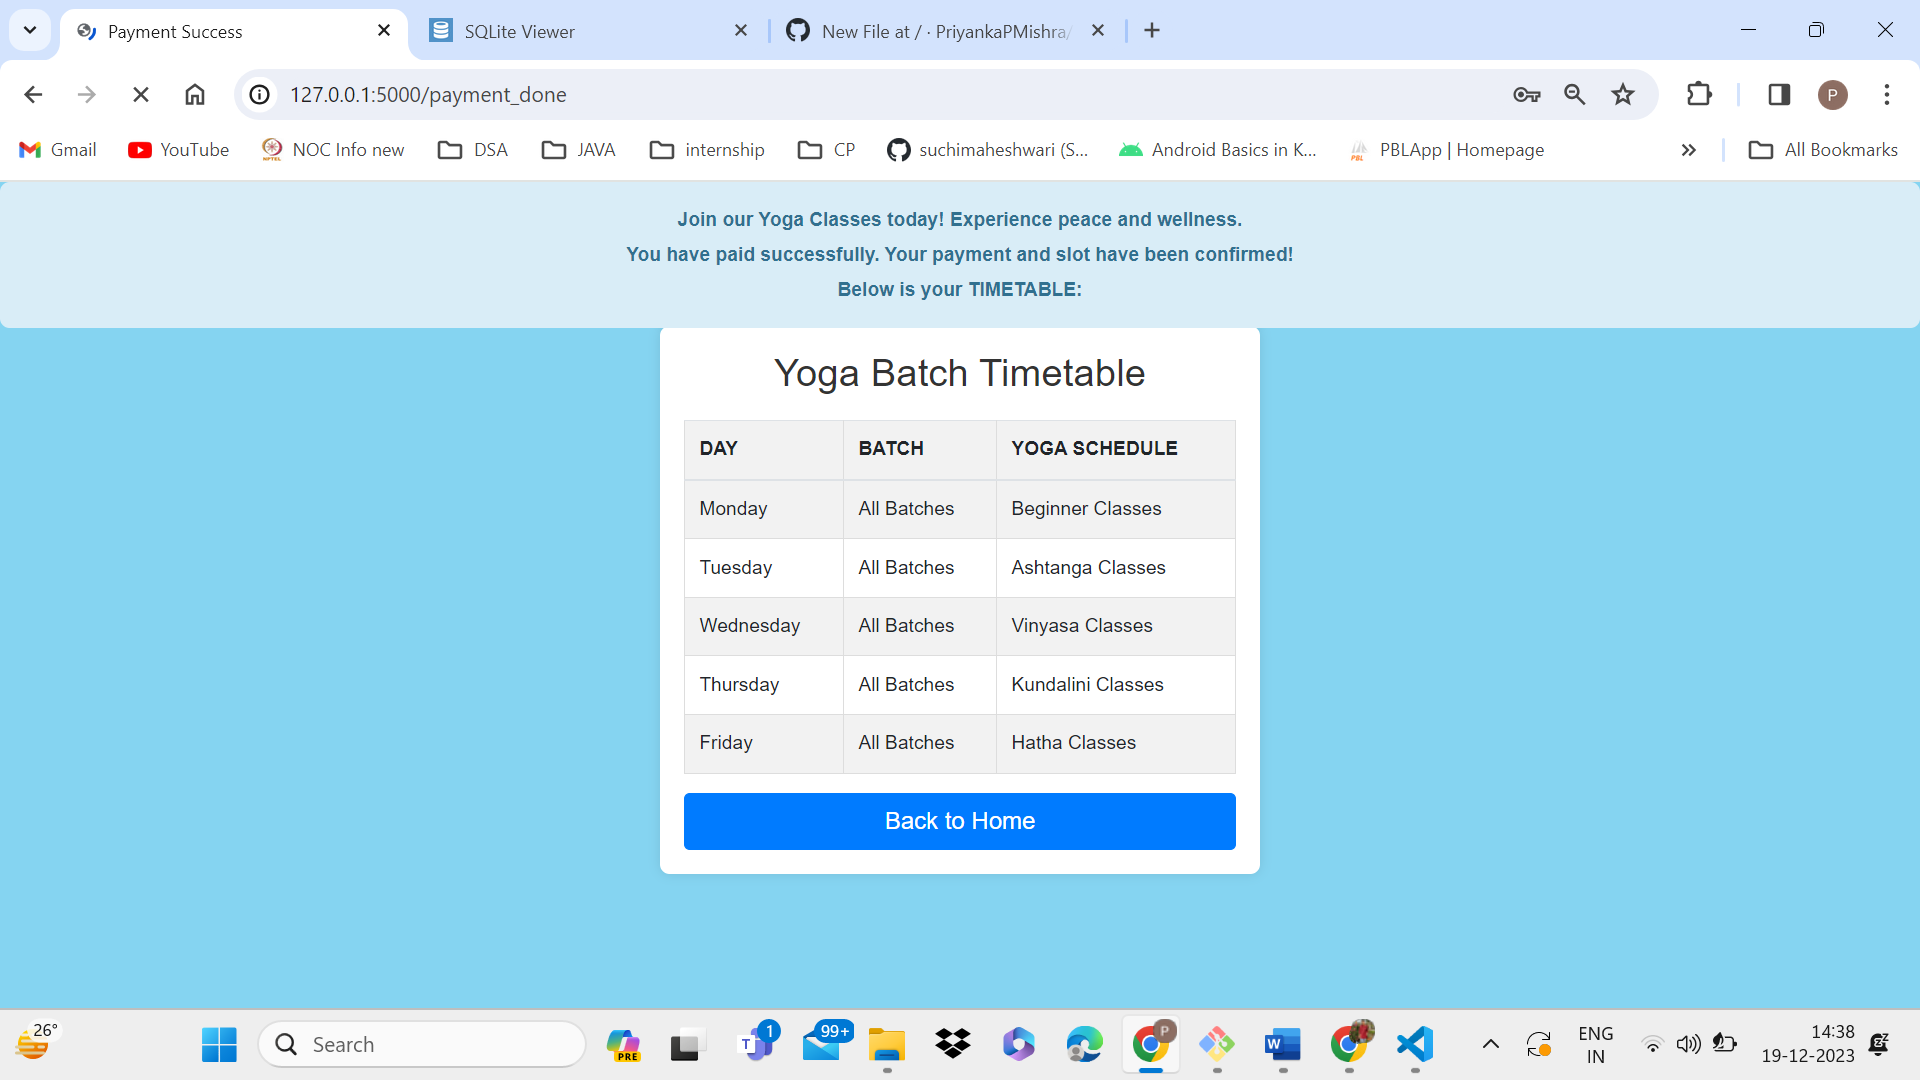 Payment Success
SQLite Viewer
New File at / · PriyankaPMishra/
127.0.0.1:5000/payment_done
P
Gmail
YouTube
NPTEL
NOC Info new
DSA
JAVA
internship
CP
suchimaheshwari (S...
Android Basics in K...
PBL
PBLApp | Homepage
All Bookmarks
Join our Yoga Classes today! Experience peace and wellness.
You have paid successfully. Your payment and slot have been confirmed!
Below is your TIMETABLE:
Yoga Batch Timetable
DAY BATCH YOGA SCHEDULE
Monday All Batches Beginner Classes
Tuesday All Batches Ashtanga Classes
Wednesday All Batches Vinyasa Classes
Thursday All Batches Kundalini Classes
Friday All Batches Hatha Classes
Back to Home
26°
Search
PRE
T
1
99+
P
W
ENG
IN
14:38
19-12-2023